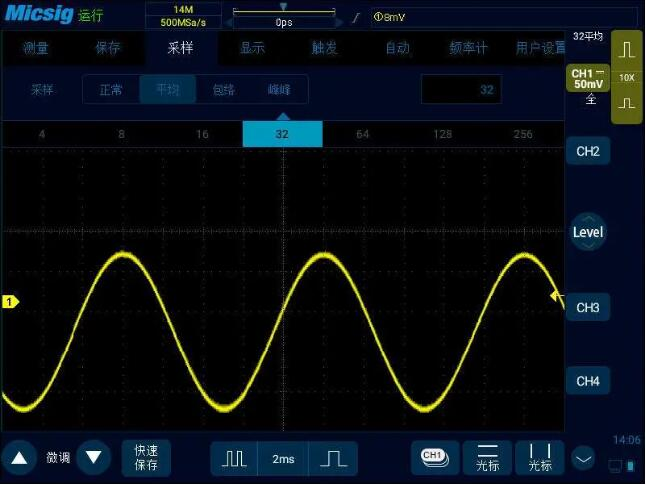 Micsig 运行
14M
500MSa/s
0ps
①8mV
测量 保存 采样 显示 触发 自动 频率计 用户设置
32平均
采样 正常 平均 包络 峰峰 32
CH1
50mV
全
10X
4 8 16 32 64 128 256
CH2
Level
1
CH3
CH4
微调
快速
保存
2ms
CH1
光标
光标
14:06